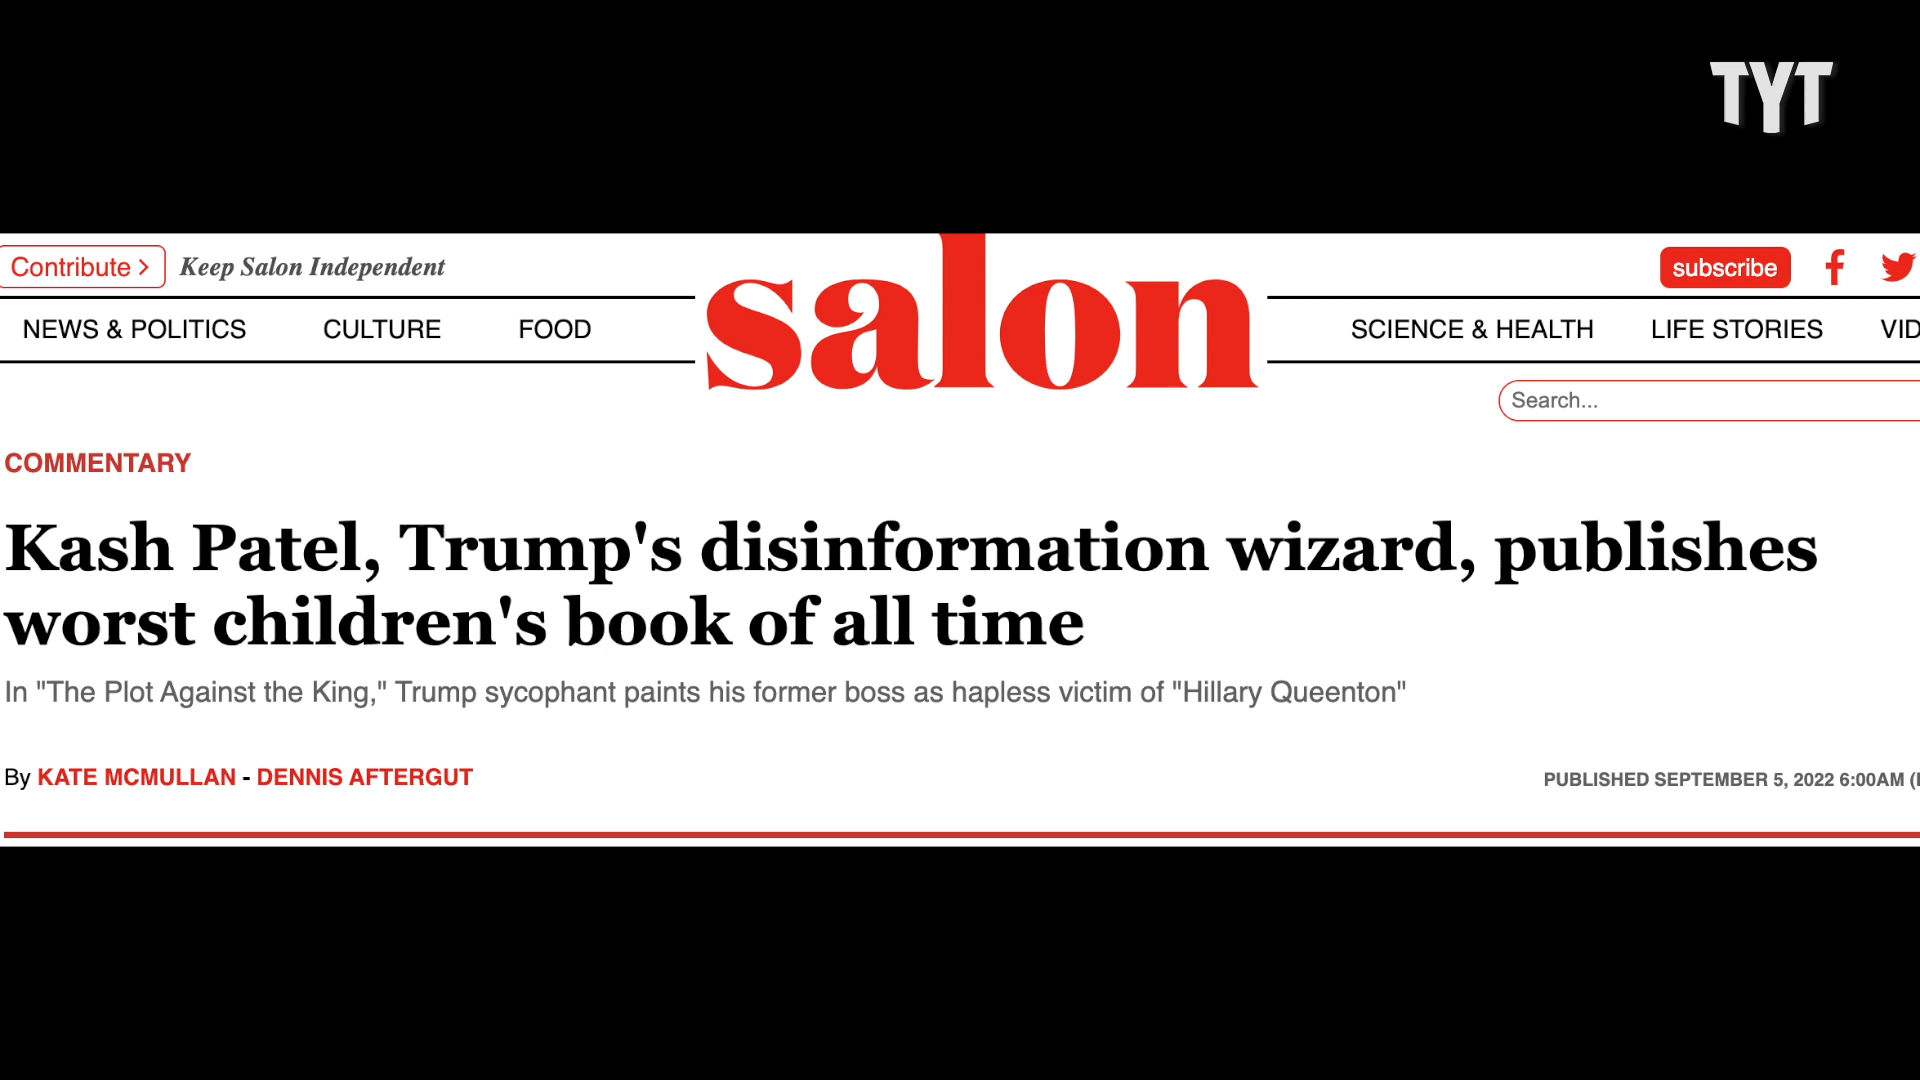 TYT
Contribute >
Keep Salon Independent
salon
subscribe
NEWS & POLITICS
CULTURE
FOOD
SCIENCE & HEALTH
LIFE STORIES
VID
Search...
COMMENTARY
Kash Patel, Trump's disinformation wizard, publishes
worst children's book of all time
In "The Plot Against the King," Trump sycophant paints his former boss as hapless victim of "Hillary Queenton"
By KATE MCMULLAN - DENNIS AFTERGUT
PUBLISHED SEPTEMBER 5, 2022 6:00AM (